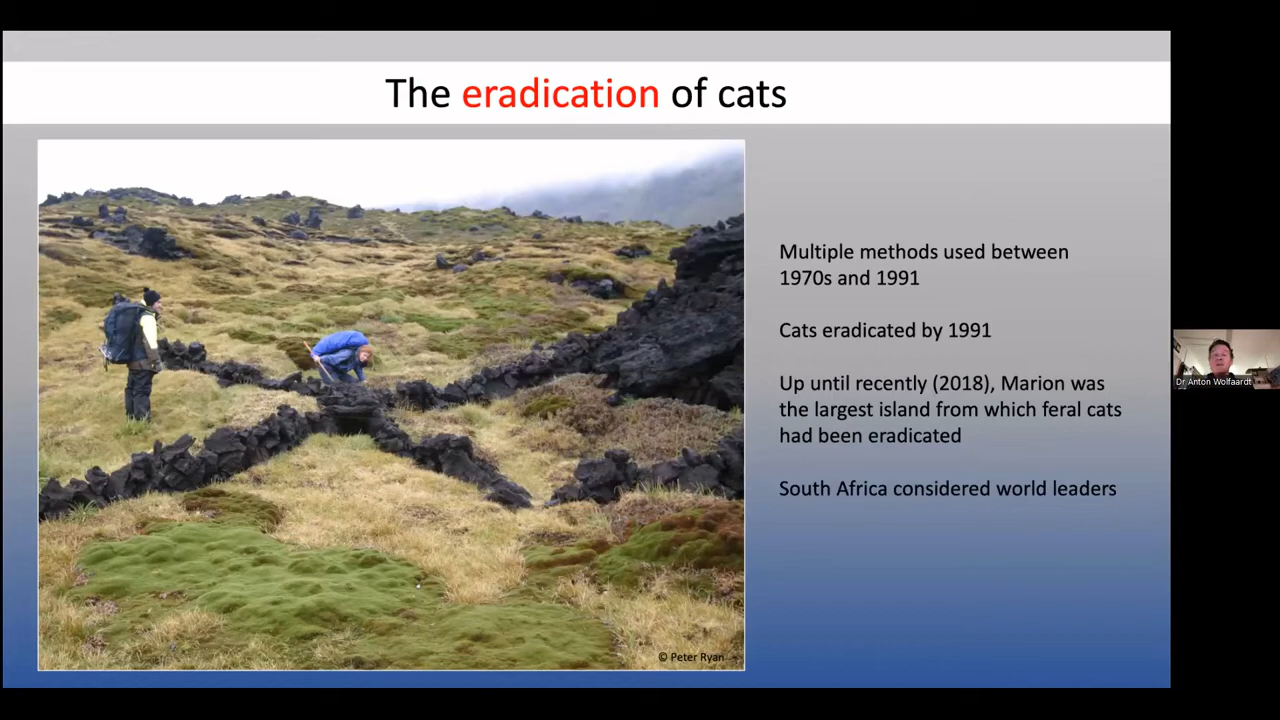 The eradication of cats
Multiple methods used between
1970s and 1991
Cats eradicated by 1991
Up until recently (2018), Marion was
the largest island from which feral cats
had been eradicated
South Africa considered world leaders
© Peter Ryan
Dr Anton Wolfaardt